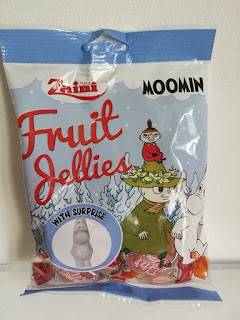 Zaini
MOOMIN
Fruit
Jellies
WITH SURPRISE